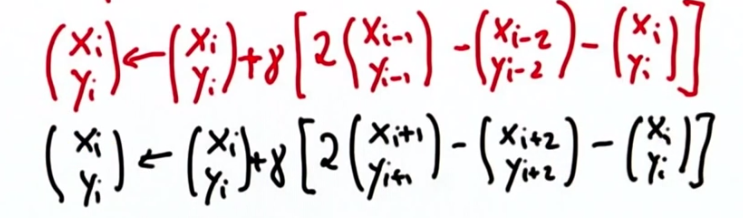 (xi yi) ← (xi yi) + γ [2 (xi-1 yi-1) - (xi-2 yi-2) - (xi yi)]
(xi yi) ← (xi yi) + γ [2 (xi+1 yi+1) - (xi+2 yi+2) - (xi yi)]